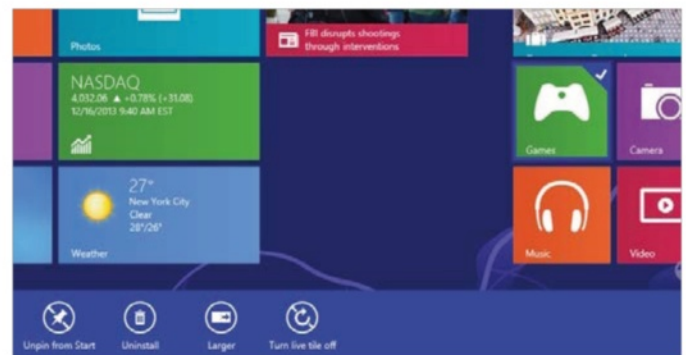 Photos
FBI disrupts shootings
through interventions
NASDAQ
4,032.06 ▲ +0.78% (+31.08)
12/16/2013 9:40 AM EST
Games
Camera
27°
New York City
Clear
28°/26°
Weather
Music
Video
Unpin from Start
Uninstall
Larger
Turn live tile off